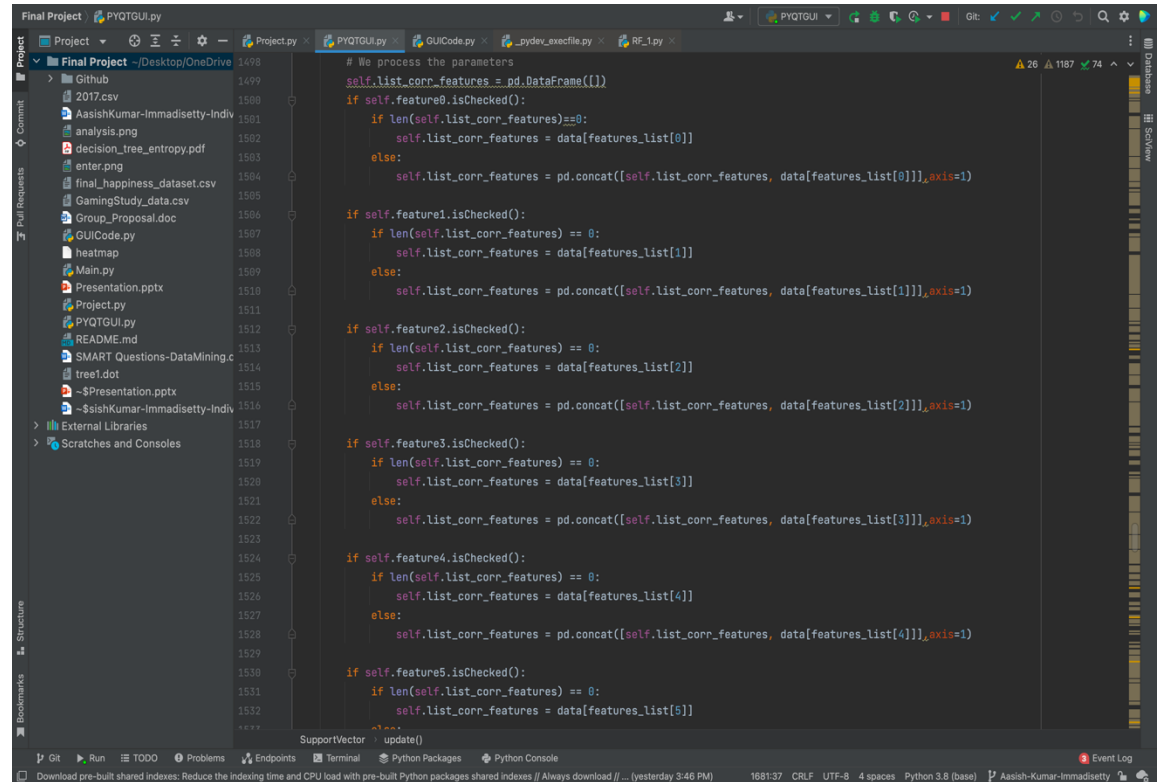 Final Project › PYQTGUI.py
PYQTGUI
Git:
Project
Project.py
PYQTGUI.py
GUICode.py
_pydev_execfile.py
RF_1.py
Final Project ~/Desktop/OneDrive
Github
2017.csv
AasishKumar-Immadisetty-Indiv
analysis.png
decision_tree_entropy.pdf
enter.png
final_happiness_dataset.csv
GamingStudy_data.csv
Group_Proposal.doc
GUICode.py
heatmap
Main.py
Presentation.pptx
Project.py
PYQTGUI.py
README.md
SMART Questions-DataMining.c
tree1.dot
~$Presentation.pptx
~$sishKumar-Immadisetty-Indiv
External Libraries
Scratches and Consoles
Project
Commit
Pull Requests
Structure
Bookmarks
26 1187 74
Database
SciView
1498 # We process the parameters
1499 self.list_corr_features = pd.DataFrame([])
1500 if self.feature0.isChecked():
1501 if len(self.list_corr_features)==0:
1502 self.list_corr_features = data[features_list[0]]
1503 else:
1504 self.list_corr_features = pd.concat([self.list_corr_features, data[features_list[0]]],axis=1)
1505
1506 if self.feature1.isChecked():
1507 if len(self.list_corr_features) == 0:
1508 self.list_corr_features = data[features_list[1]]
1509 else:
1510 self.list_corr_features = pd.concat([self.list_corr_features, data[features_list[1]]],axis=1)
1511
1512 if self.feature2.isChecked():
1513 if len(self.list_corr_features) == 0:
1514 self.list_corr_features = data[features_list[2]]
1515 else:
1516 self.list_corr_features = pd.concat([self.list_corr_features, data[features_list[2]]],axis=1)
1517
1518 if self.feature3.isChecked():
1519 if len(self.list_corr_features) == 0:
1520 self.list_corr_features = data[features_list[3]]
1521 else:
1522 self.list_corr_features = pd.concat([self.list_corr_features, data[features_list[3]]],axis=1)
1523
1524 if self.feature4.isChecked():
1525 if len(self.list_corr_features) == 0:
1526 self.list_corr_features = data[features_list[4]]
1527 else:
1528 self.list_corr_features = pd.concat([self.list_corr_features, data[features_list[4]]],axis=1)
1529
1530 if self.feature5.isChecked():
1531 if len(self.list_corr_features) == 0:
1532 self.list_corr_features = data[features_list[5]]
1533 else:
SupportVector › update()
Git Run TODO Problems Endpoints Terminal Python Packages Python Console
3 Event Log
Download pre-built shared indexes: Reduce the indexing time and CPU load with pre-built Python packages shared indexes // Always download // ... (yesterday 3:46 PM)
1681:37 CRLF UTF-8 4 spaces Python 3.8 (base) Aasish-Kumar-Immadisetty